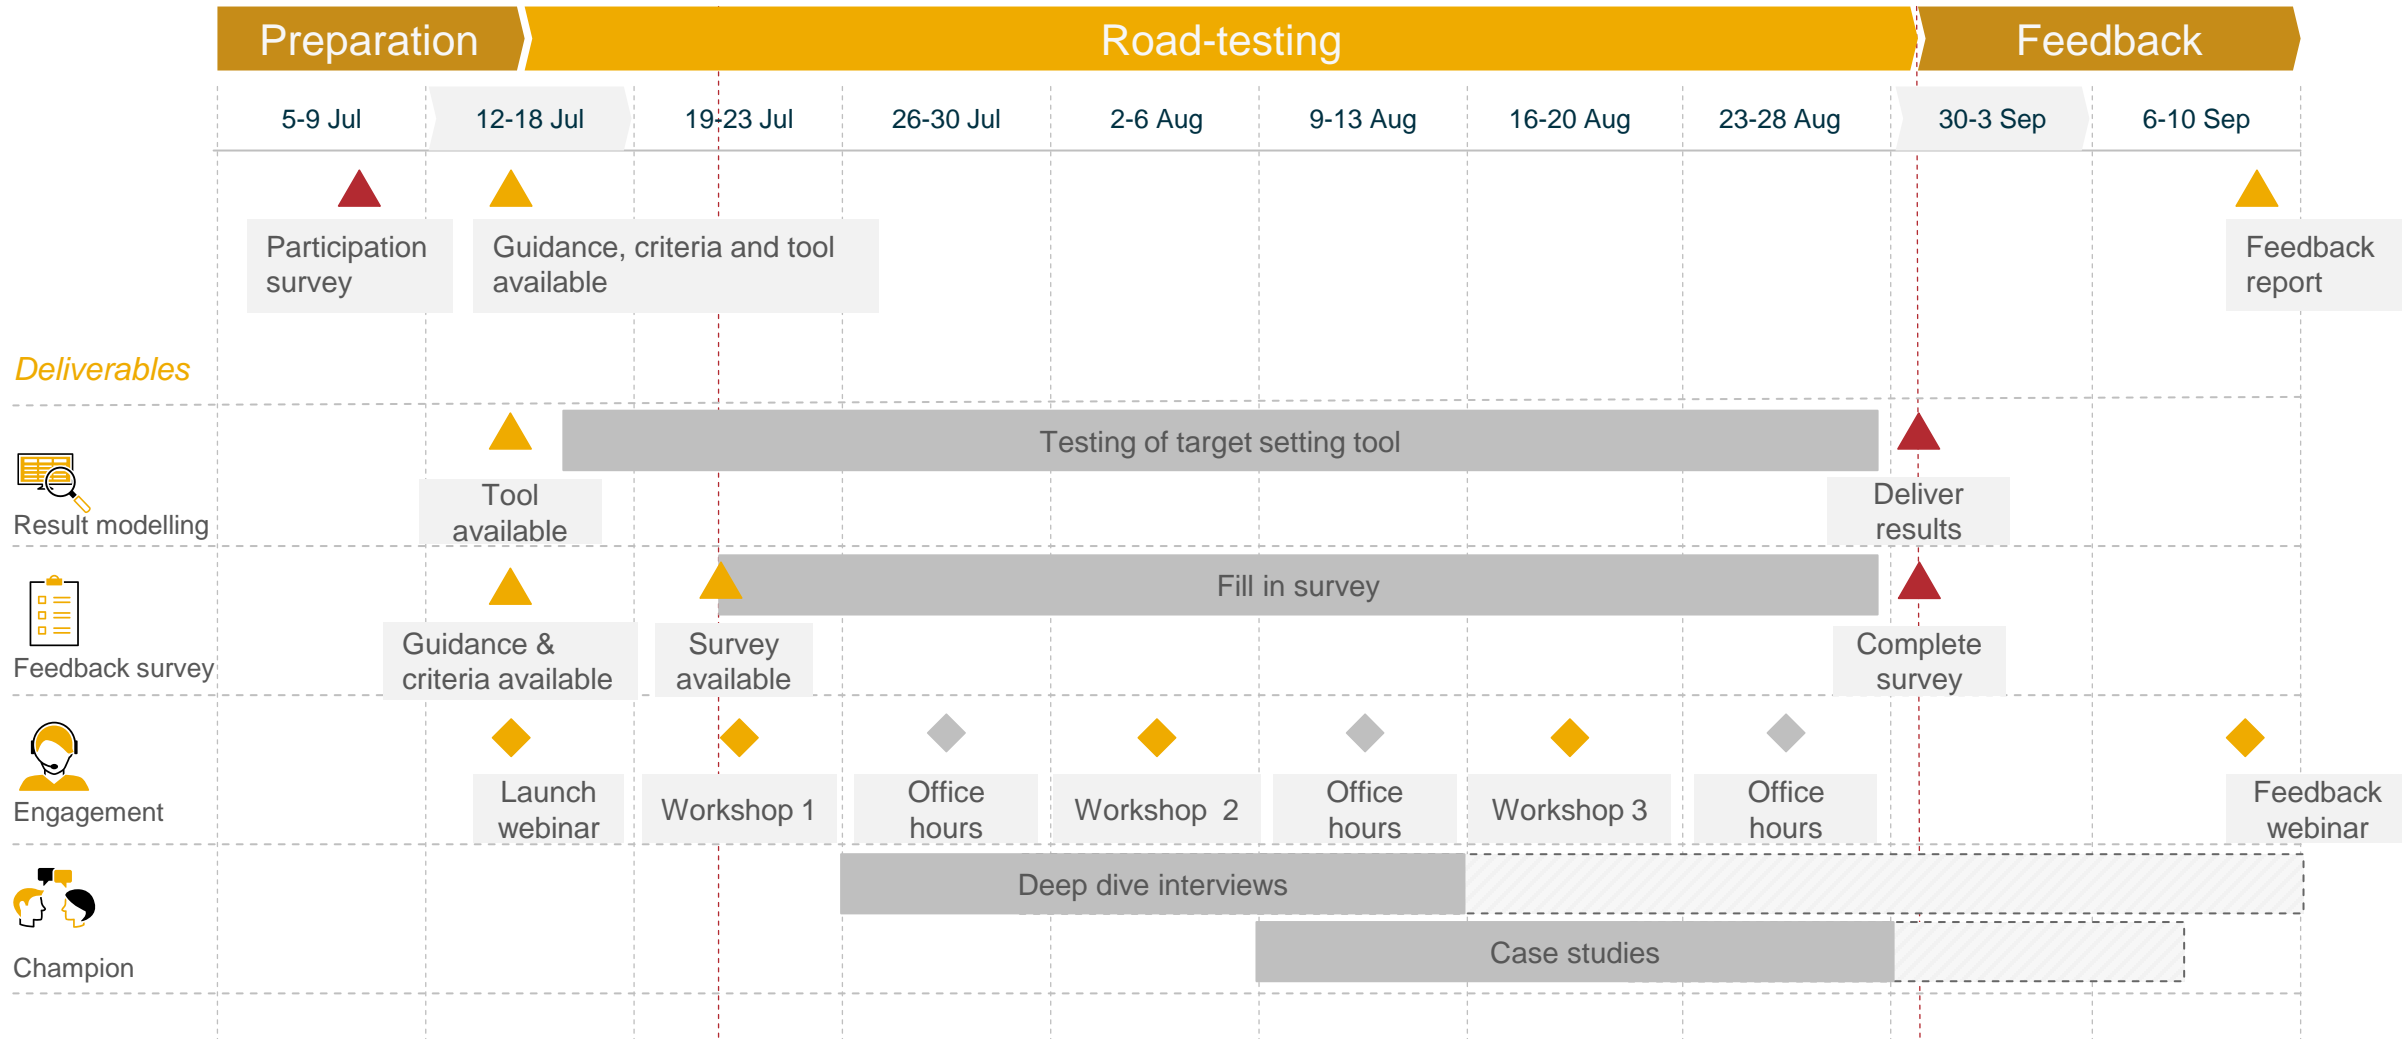 Preparation
Road-testing
Feedback
5-9 Jul
12-18 Jul
19-23 Jul
26-30 Jul
2-6 Aug
9-13 Aug
16-20 Aug
23-28 Aug
30-3 Sep
6-10 Sep
Participation
survey
Guidance, criteria and tool
available
Feedback
report
Deliverables
Result modelling
Tool
available
Testing of target setting tool
Deliver
results
Feedback survey
Guidance &
criteria available
Survey
available
Fill in survey
Complete
survey
Engagement
Launch
webinar
Workshop 1
Office
hours
Workshop  2
Office
hours
Workshop 3
Office
hours
Feedback
webinar
Champion
Deep dive interviews
Case studies